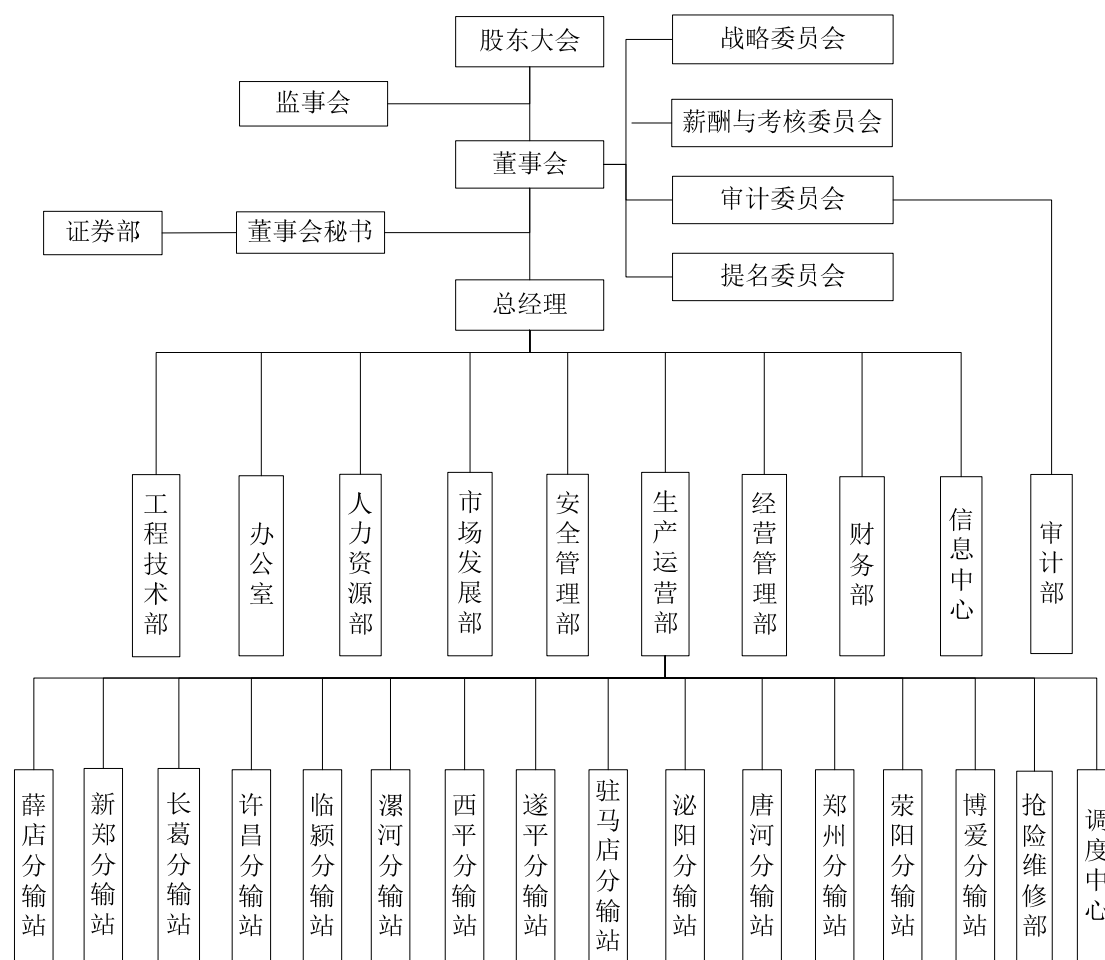 股东大会
战略委员会
监事会
薪酬与考核委员会
董事会
审计委员会
证券部
董事会秘书
提名委员会
总经理
工程技术部
办公室
人力资源部
市场发展部
安全管理部
生产运营部
经营管理部
财务部
信息中心
审计部
薛店分输站
新郑分输站
长葛分输站
许昌分输站
临颍分输站
漯河分输站
西平分输站
遂平分输站
驻马店分输站
泌阳分输站
唐河分输站
郑州分输站
荥阳分输站
博爱分输站
抢险维修部
调度中心